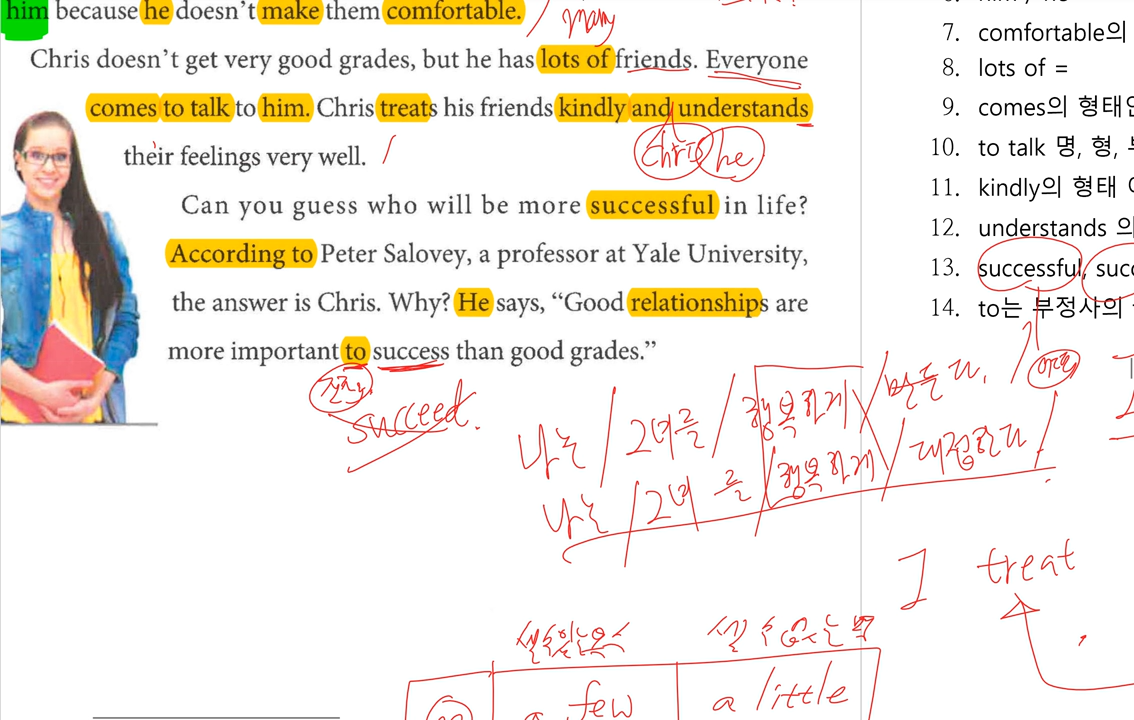 him because he doesn't make them comfortable.
many
Chris doesn't get very good grades, but he has lots of friends. Everyone
comes to talk to him. Chris treats his friends kindly and understands
their feelings very well.
Chris he
Can you guess who will be more successful in life?
According to Peter Salovey, a professor at Yale University,
the answer is Chris. Why? He says, “Good relationships are
more important to success than good grades.”
succeed.
7. comfortable의
8. lots of =
9. comes의 형태인
10. to talk 명, 형,
11. kindly의 형태
12. understands 의
13. successful, succ
14. to는 부정사의
나는 / 그녀를 / 행복하게 / 만든다.
나는 / 그녀를 / 행복하게 / 대접한다.
I treat
셀 수 있는 명사
셀 수 없는 명
a few
a little